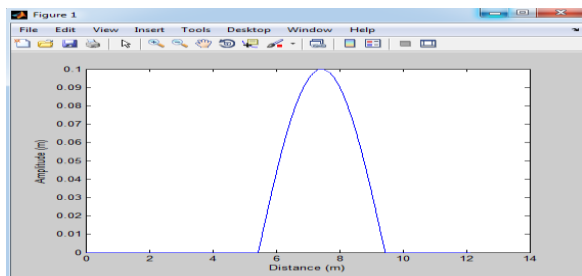 Figure 1
File Edit View Insert Tools Desktop Window Help
0.1
0.09
0.08
0.07
0.06
0.05
0.04
0.03
0.02
0.01
0
Amplitude (m)
0 2 4 6 8 10 12 14
Distance (m)